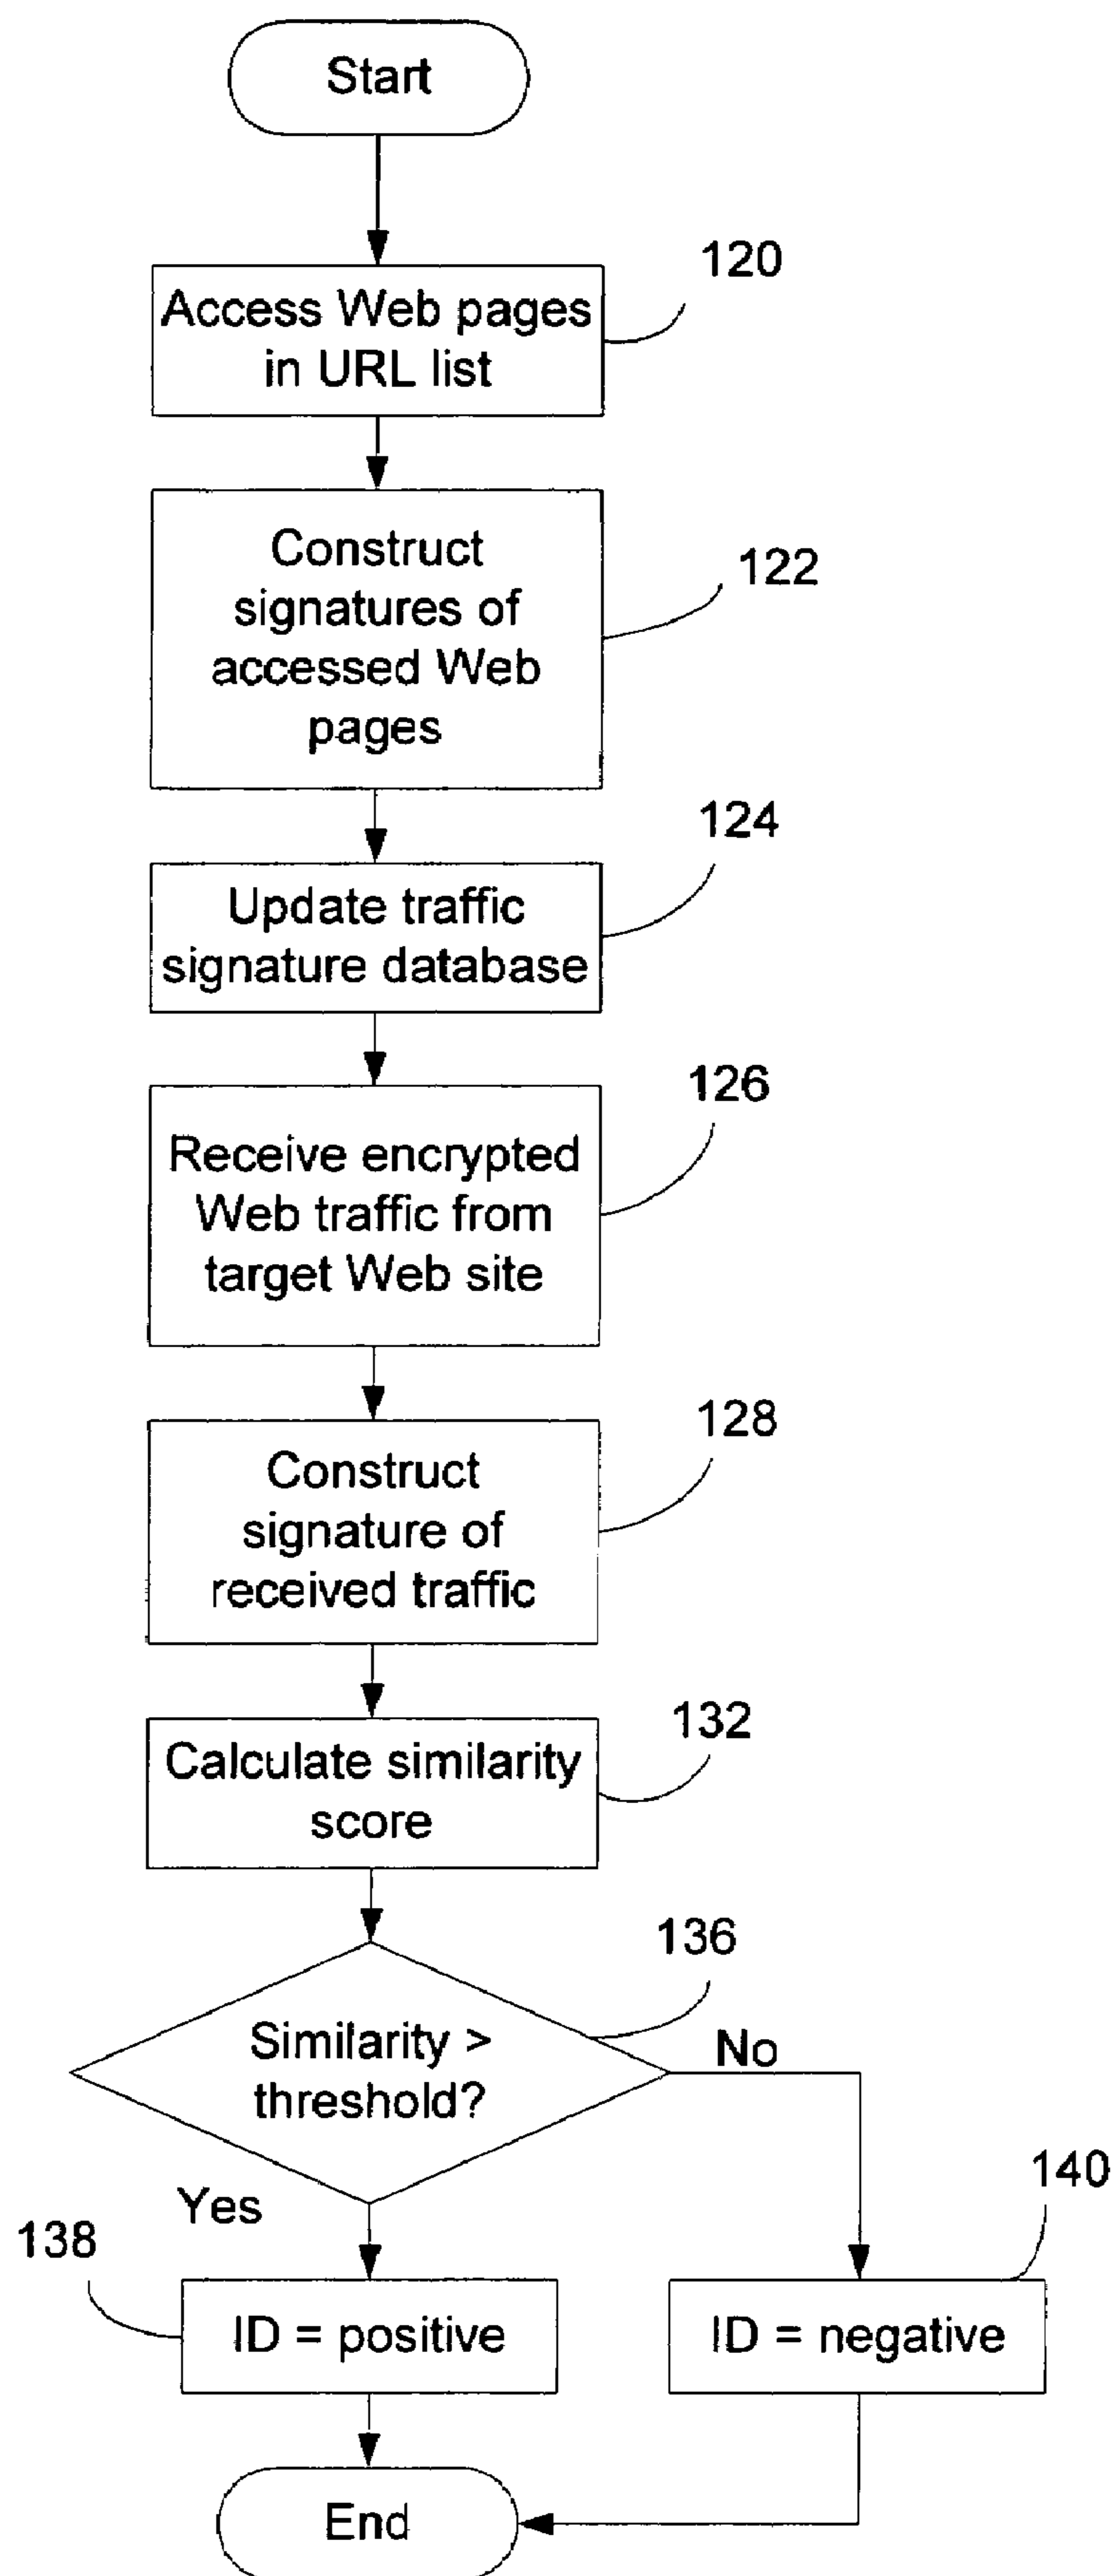 Start
120
Access Web pages
in URL list
122
Construct
signatures of
accessed Web
pages
124
Update traffic
signature database
126
Receive encrypted
Web traffic from
target Web site
128
Construct
signature of
received traffic
132
Calculate similarity
score
136
Similarity >
threshold?
No
Yes
138
140
ID = positive
ID = negative
End